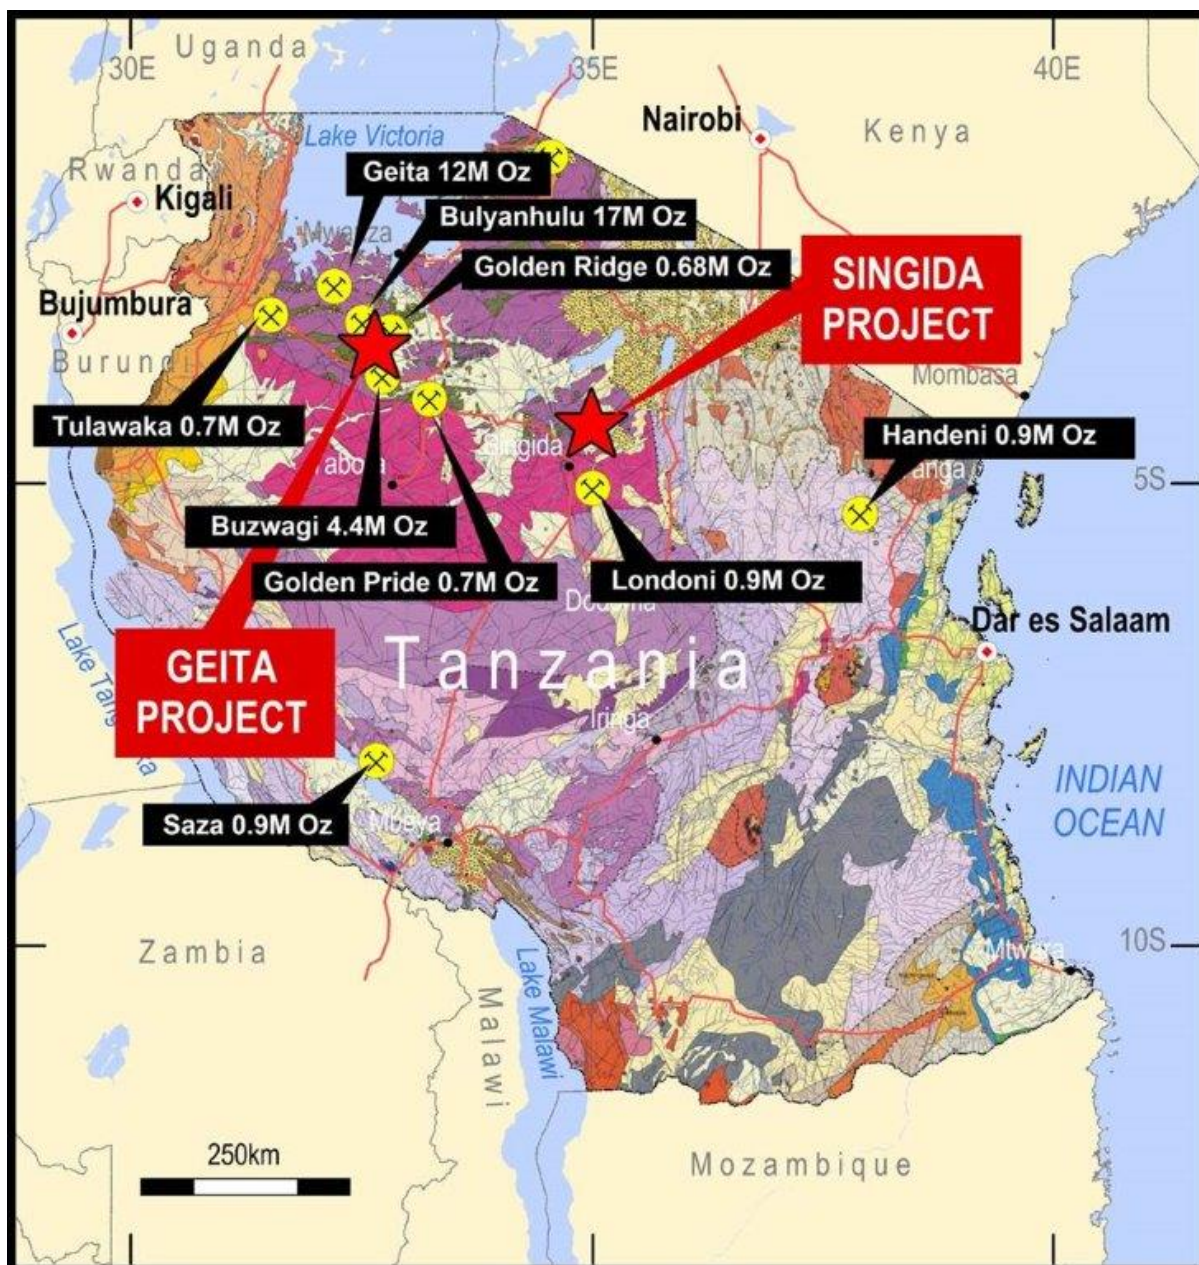 Uganda
30E
35E
40E
Lake Victoria
Nairobi
Kenya
Rwanda
Kigali
Geita 12M Oz
Bulyanhulu 17M Oz
Mwanza
Golden Ridge 0.68M Oz
SINGIDA
PROJECT
Bujumbura
Burundi
Mombasa
Tulawaka 0.7M Oz
Handeni 0.9M Oz
Singida
Tabora
Tanga
5S
Buzwagi 4.4M Oz
Golden Pride 0.7M Oz
Londoni 0.9M Oz
Dodoma
Dar es Salaam
GEITA
PROJECT
Tanzania
Iringa
Saza 0.9M Oz
Mbeya
INDIAN
OCEAN
Zambia
Mtwara
10S
Malawi
Lake Malawi
250km
Mozambique